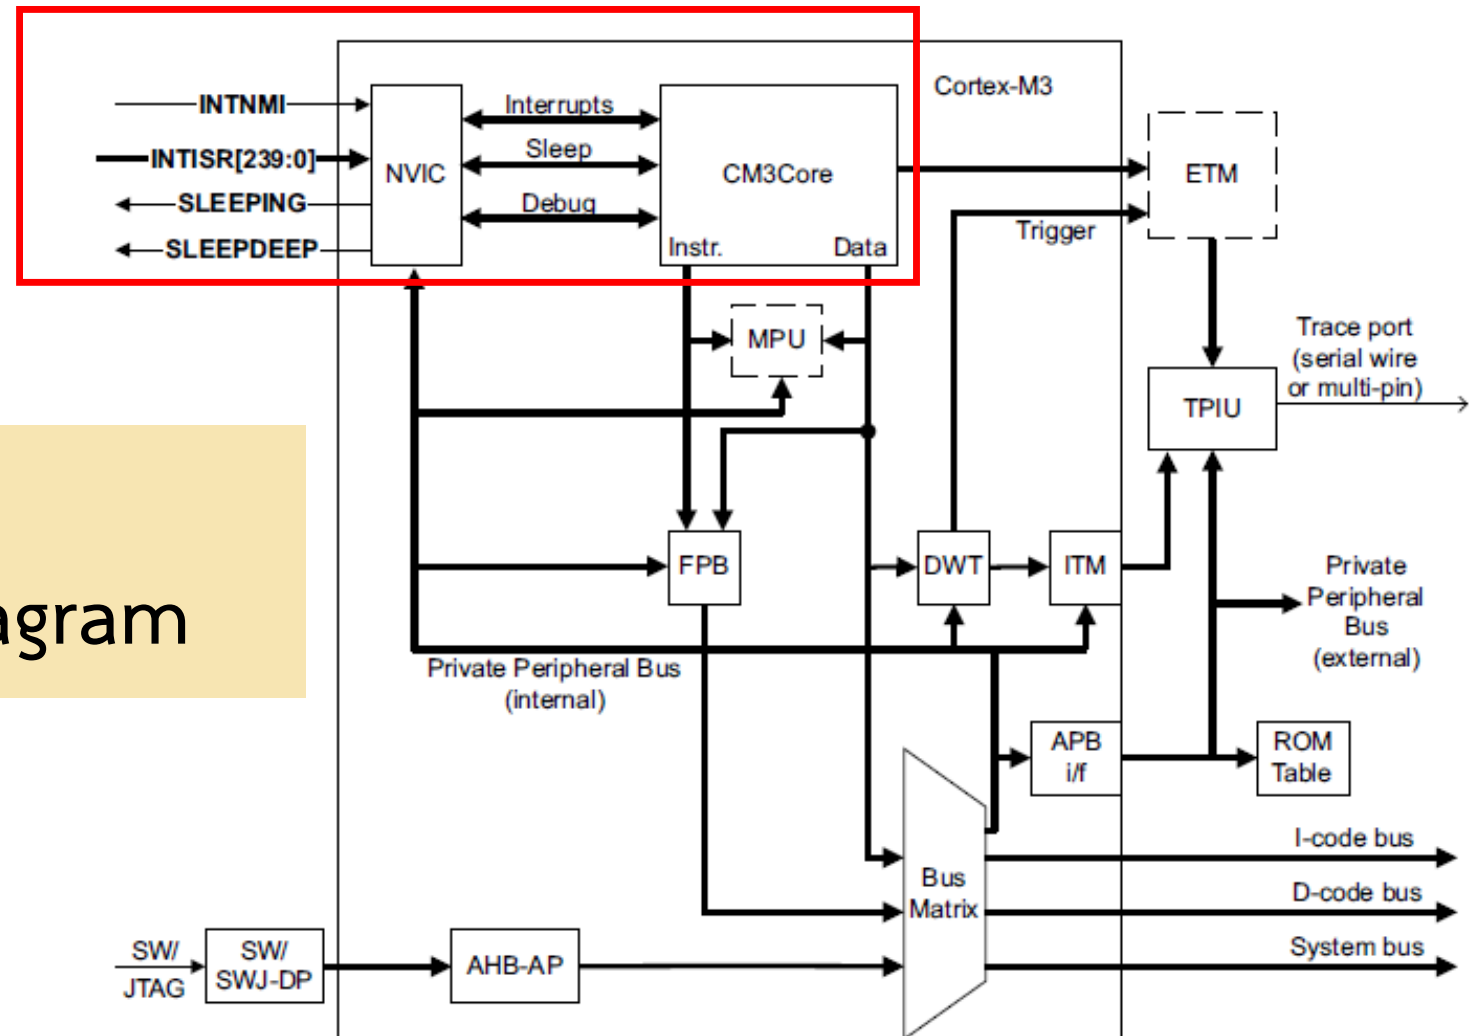 Cortex-M3
INTNMI
Interrupts
INTISR[239:0]
Sleep
NVIC
CM3Core
ETM
SLEEPING
Debug
Trigger
SLEEPDEEP
Instr.
Data
MPU
Trace port
(serial wire
or multi-pin)
TPIU
FPB
DWT
ITM
Private
Peripheral
Bus
(external)
agram
Private Peripheral Bus
(internal)
APB
i/f
ROM
Table
I-code bus
Bus
Matrix
D-code bus
System bus
SW/
JTAG
SW/
SWJ-DP
AHB-AP